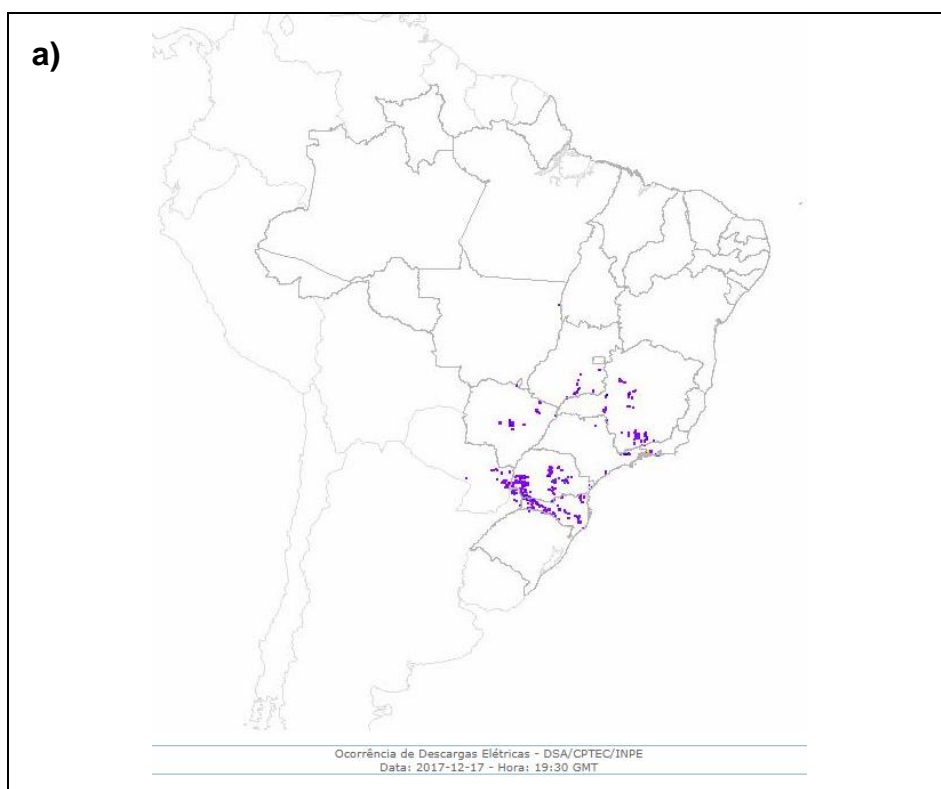 a)
Ocorrência de Descargas Elétricas - DSA/CPTEC/INPE
Data: 2017-12-17 - Hora: 19:30 GMT